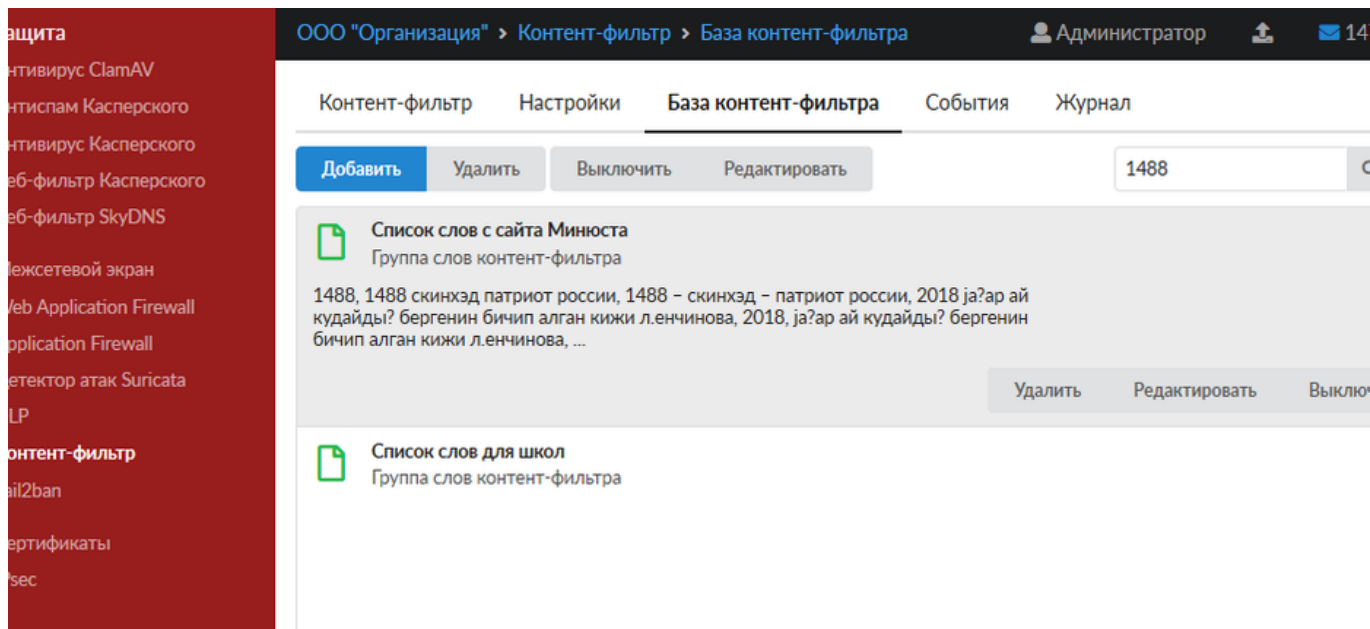 ащита
нтивирус ClamAV
нтиспам Касперского
нтивирус Касперского
еб-фильтр Касперского
еб-фильтр SkyDNS
ежсетевой экран
eb Application Firewall
pplication Firewall
етектор атак Suricata
LP
онтент-фильтр
ail2ban
ертификаты
sec
ООО "Организация" > Контент-фильтр > База контент-фильтра
Администратор
14
Контент-фильтр Настройки База контент-фильтра События Журнал
Добавить Удалить Выключить Редактировать 1488
Список слов с сайта Минюста
Группа слов контент-фильтра
1488, 1488 скинхэд патриот россии, 1488 – скинхэд – патриот россии, 2018 ja?ар ай
кудайды? бергенин бичип алган кижи л.енчинова, 2018, ja?ар ай кудайды? бергенин
бичип алган кижи л.енчинова, ...
Удалить Редактировать Выклю
Список слов для школ
Группа слов контент-фильтра